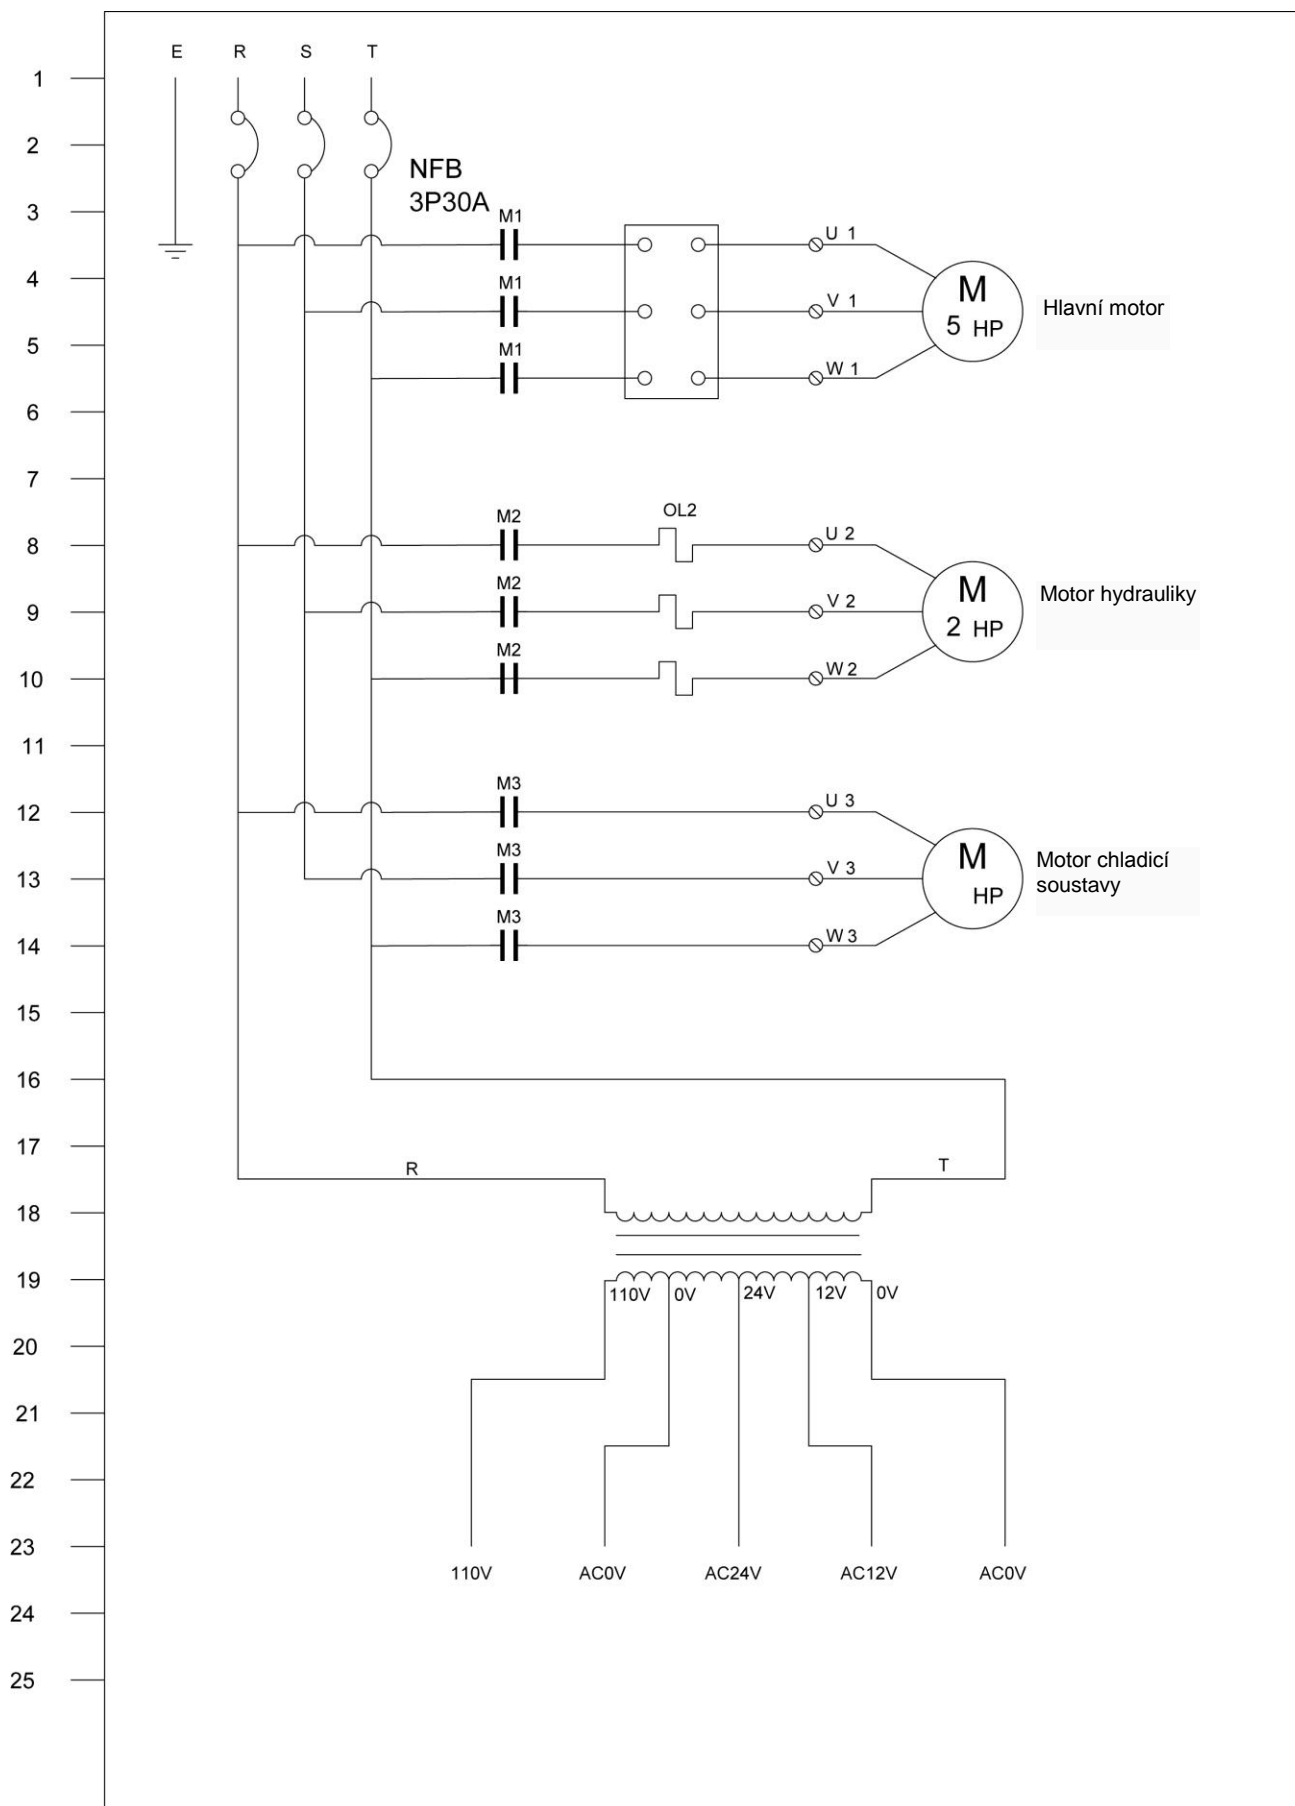 E R S T
1
2
NFB
3P30A
3
M1
U 1
4
M1
V 1
M
5 HP
Hlavní motor
5
M1
W 1
6
7
OL2
M2
U 2
8
M2
V 2
M
2 HP
Motor hydrauliky
9
M2
W 2
10
11
M3
U 3
12
M3
V 3
M
HP
Motor chladicí
soustavy
13
M3
W 3
14
15
16
17
R T
18
19
110V 0V 24V 12V 0V
20
21
22
23
110V AC0V AC24V AC12V AC0V
24
25